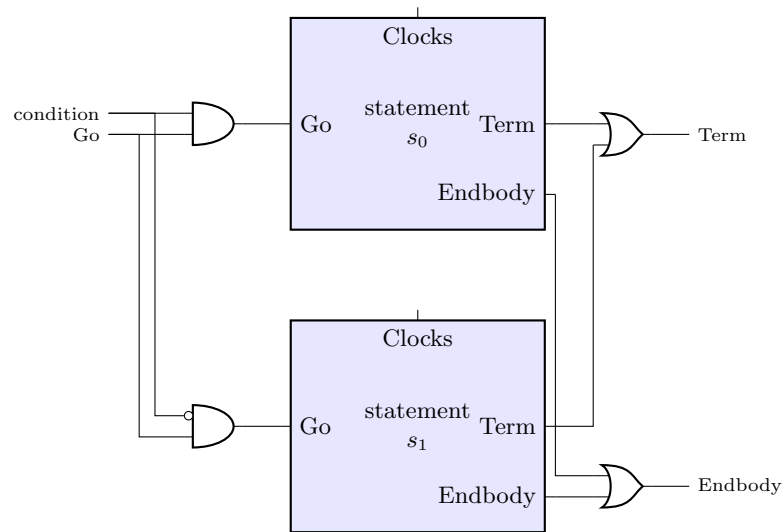 Clocks
condition
Go
Go
statement
s₀
Term
Term
Endbody
Clocks
Go
statement
s₁
Term
Endbody
Endbody